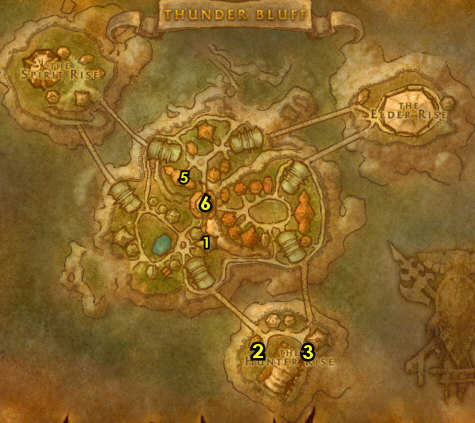 THUNDER BLUFF
THE
SPIRIT RISE
THE
ELDER RISE
5
6
1
2
THE
3
HUNTER RISE